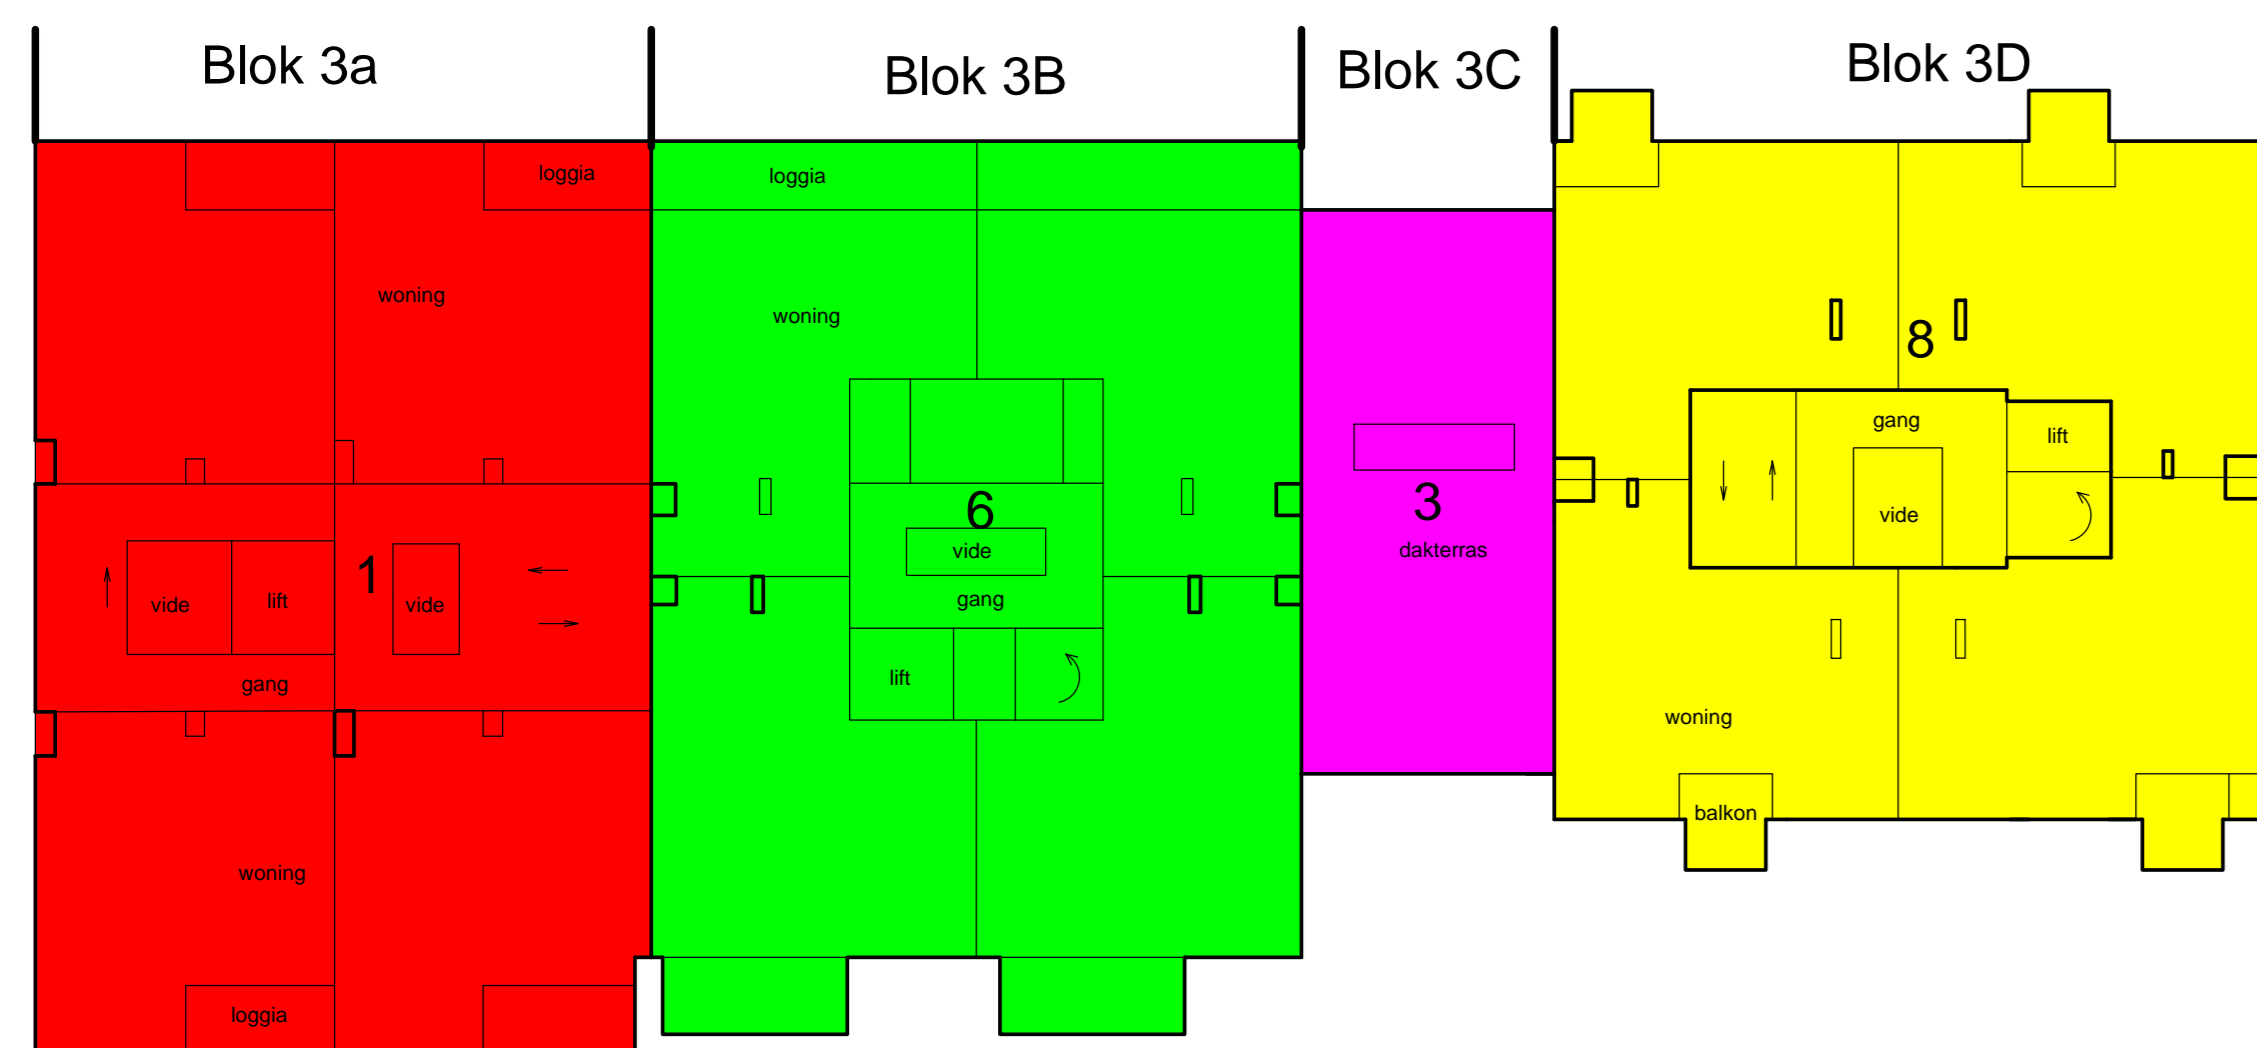 Blok 3a
Blok 3B
Blok 3C
Blok 3D
loggia
woning
1
vide
lift
vide
gang
woning
loggia
loggia
woning
6
vide
gang
lift
3
dakterras
8
gang
lift
vide
woning
balkon